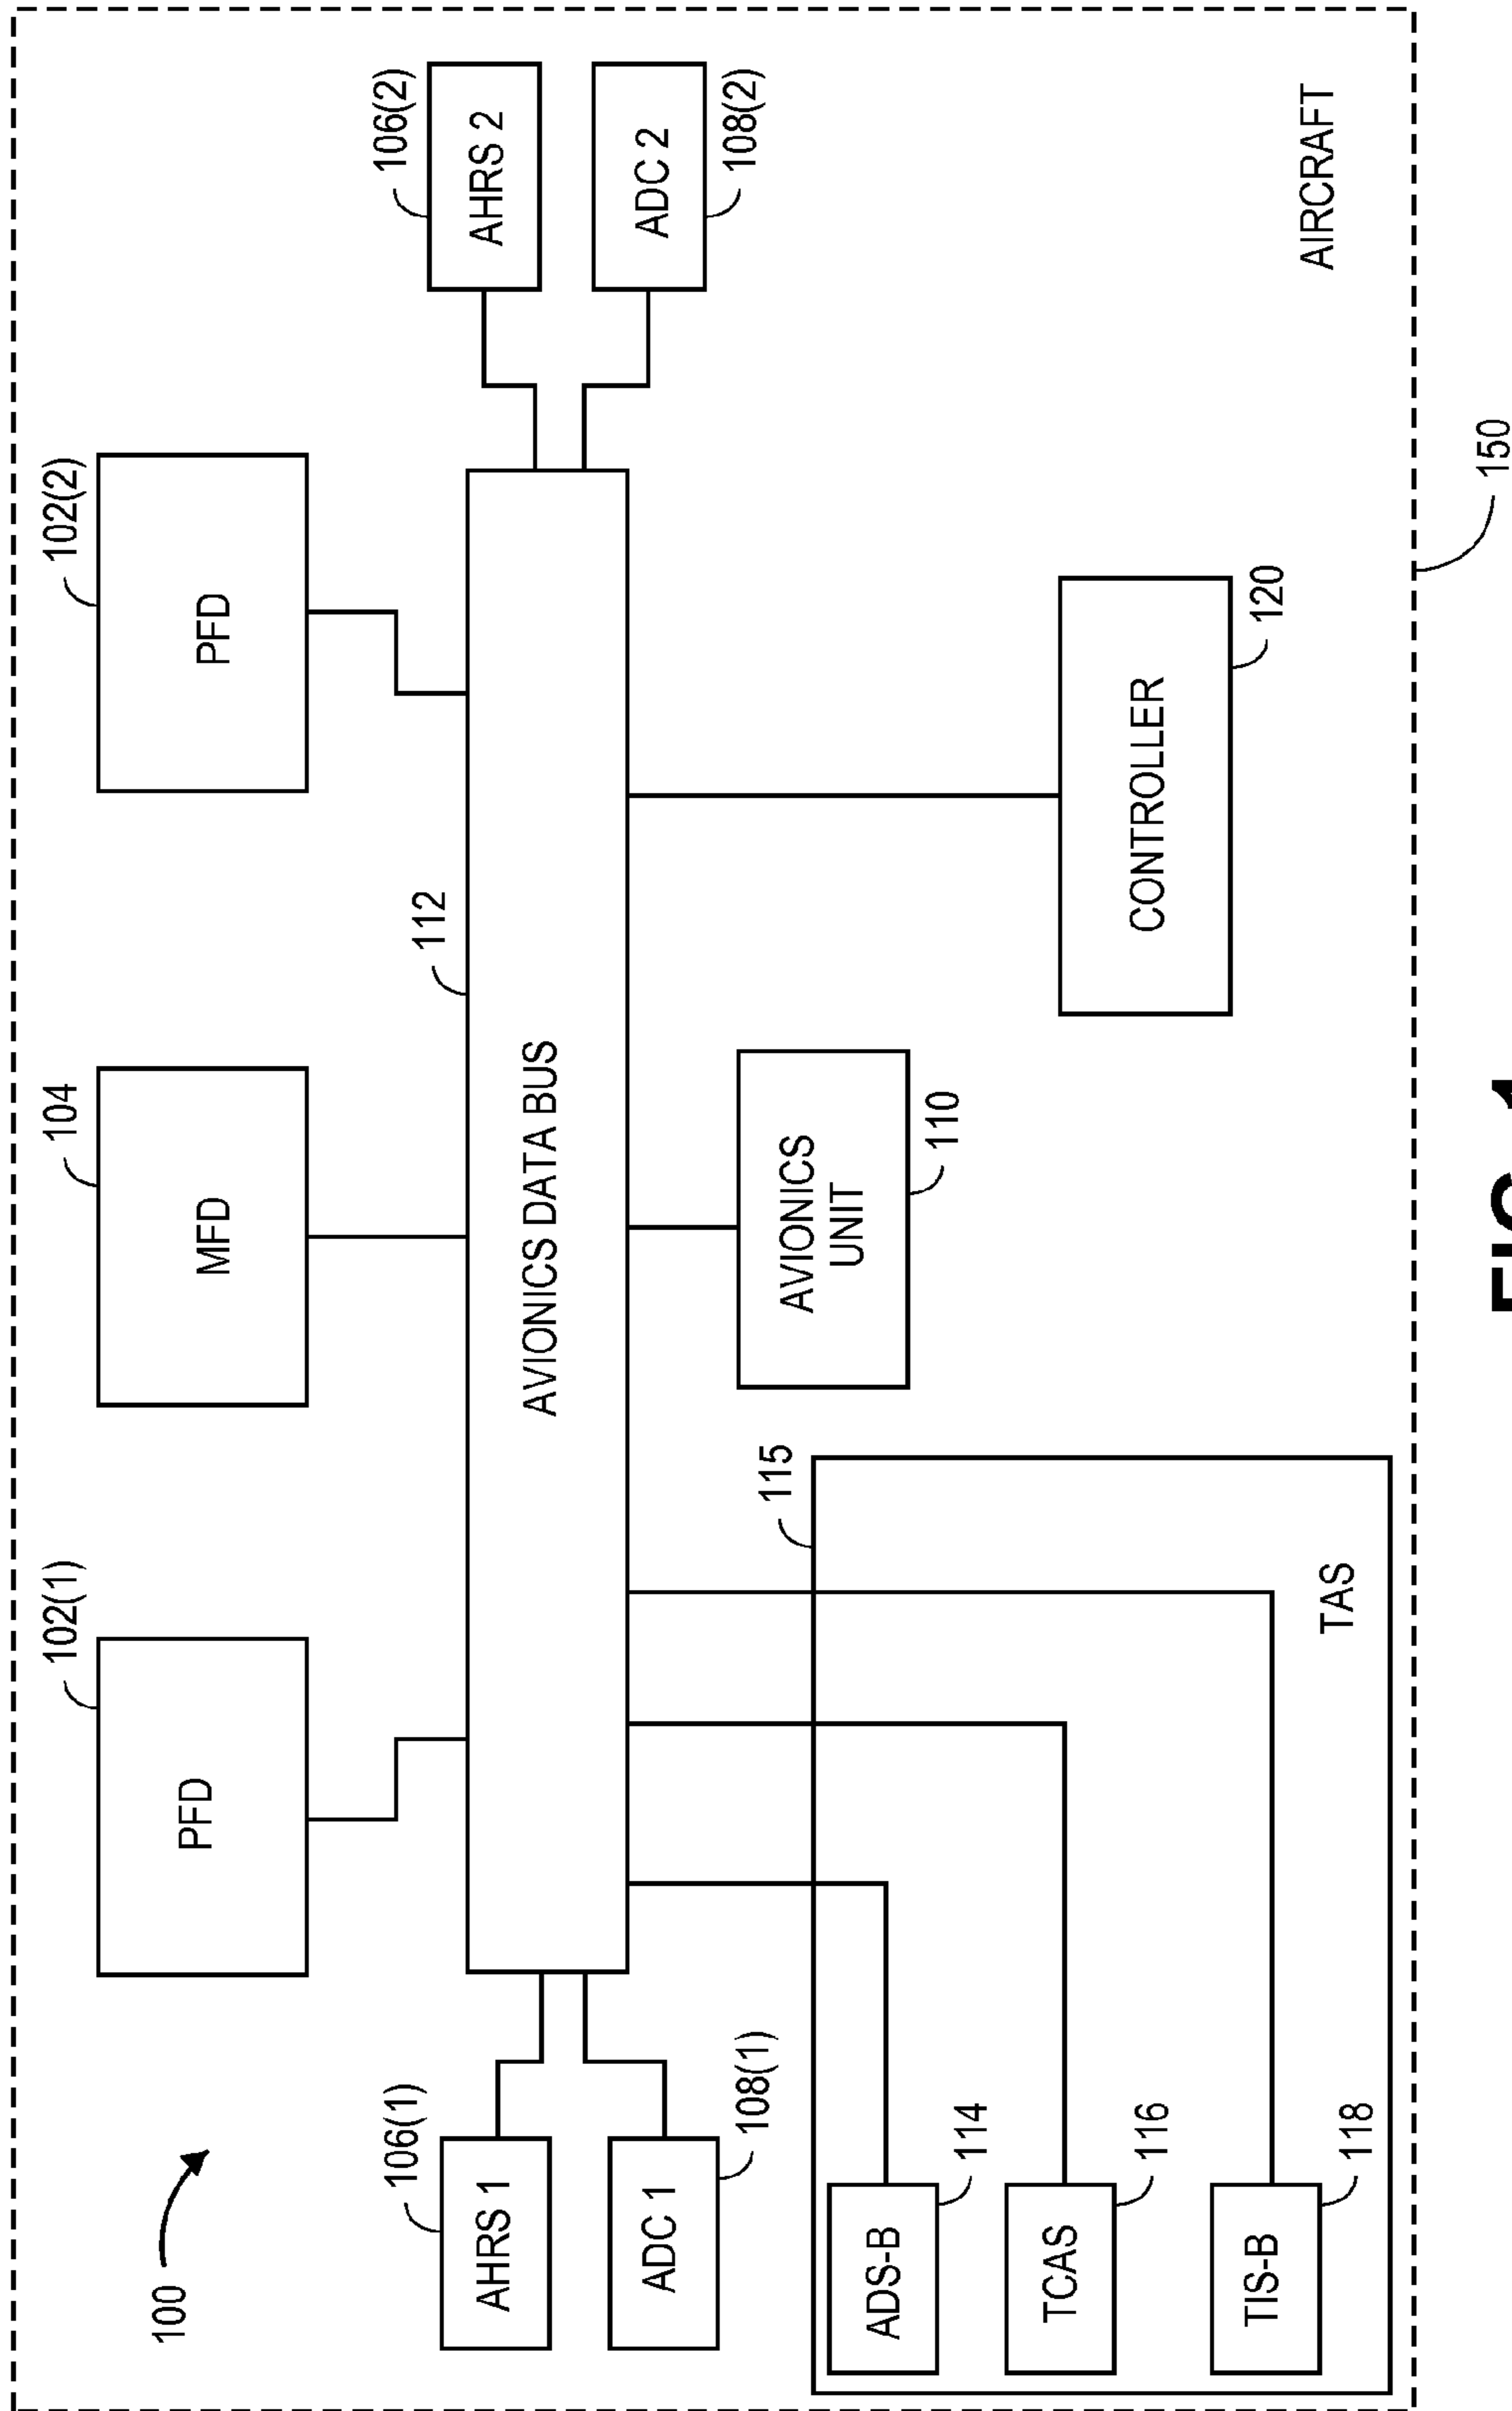 100
102(1)
104
102(2)
PFD
MFD
PFD
106(1)
112
106(2)
AHRS 1
AVIONICS DATA BUS
AHRS 2
ADC 1
ADC 2
108(1)
108(2)
115
ADS-B
114
AVIONICS
UNIT
110
TCAS
116
CONTROLLER
120
TIS-B
118
TAS
AIRCRAFT
150